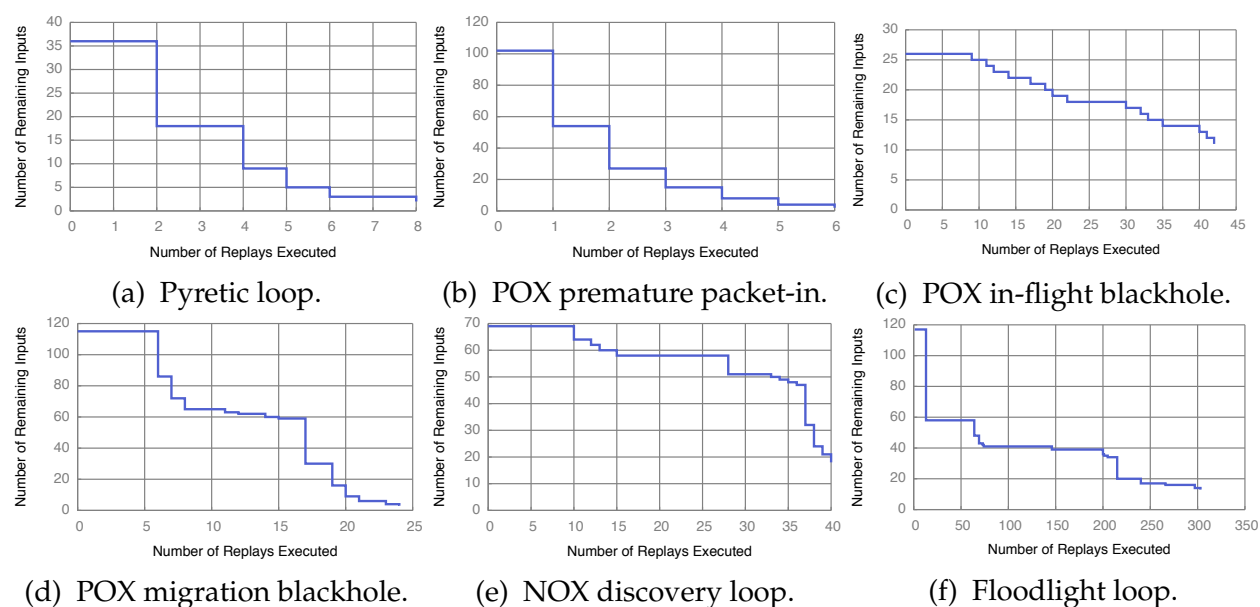 40
35
30
25
20
15
10
5
0
Number of Remaining Inputs
0 1 2 3 4 5 6 7 8
Number of Replays Executed
(a) Pyretic loop.
120
100
80
60
40
20
0
Number of Remaining Inputs
0 1 2 3 4 5 6
Number of Replays Executed
(b) POX premature packet-in.
30
25
20
15
10
5
0
Number of Remaining Inputs
0 5 10 15 20 25 30 35 40 45
Number of Replays Executed
(c) POX in-flight blackhole.
120
100
80
60
40
20
0
Number of Remaining Inputs
0 5 10 15 20 25
Number of Replays Executed
(d) POX migration blackhole.
70
60
50
40
30
20
10
0
Number of Remaining Inputs
0 5 10 15 20 25 30 35 40
Number of Replays Executed
(e) NOX discovery loop.
120
100
80
60
40
20
0
Number of Remaining Inputs
0 50 100 150 200 250 300 350
Number of Replays Executed
(f) Floodlight loop.